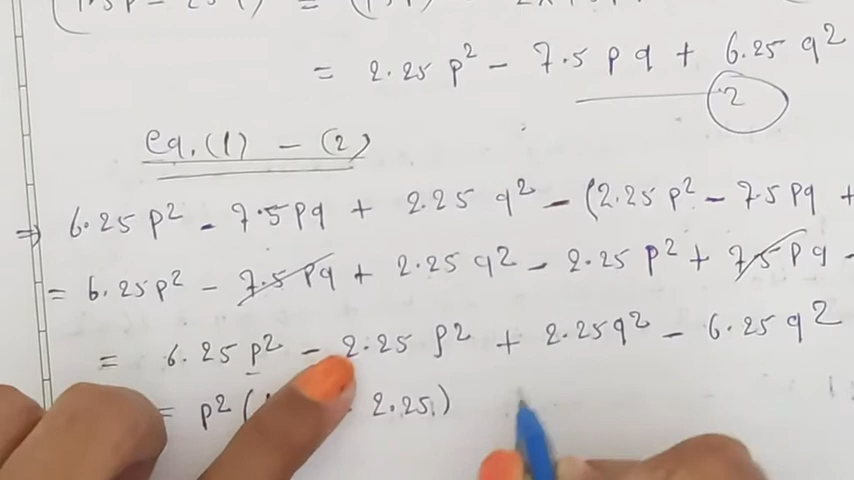 = 2.25 p² - 7.5 pq + 6.25 q²
2
eq.(1) - (2)
⇒ 6.25 p² - 7.5 pq + 2.25 q² - (2.25 p² - 7.5 pq +
= 6.25 p² - 7.5 pq + 2.25 q² - 2.25 p² + 7.5 pq -
= 6.25 p² - 2.25 p² + 2.25 q² - 6.25 q²
= p² ( 2.25)